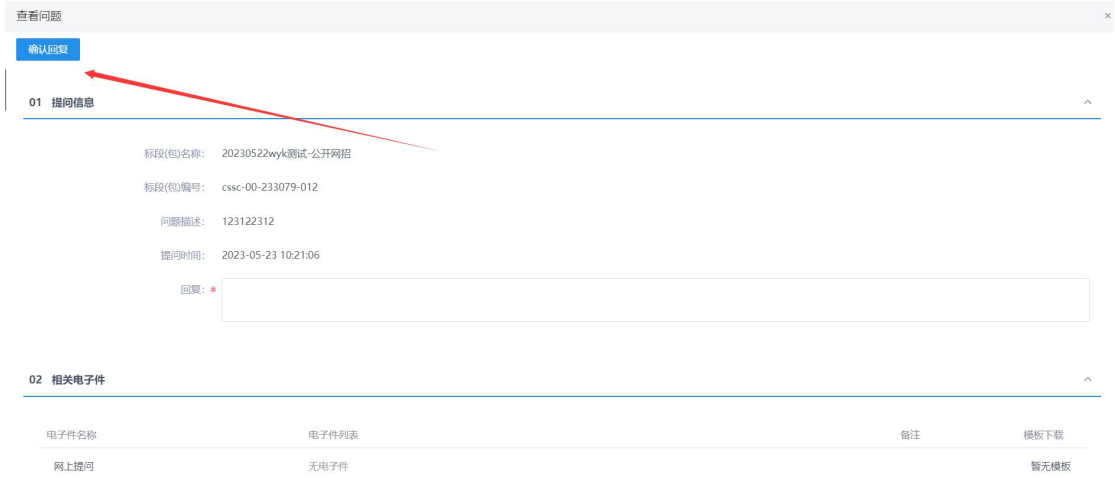 查看问题 ×
确认回复
01 提问信息
标段(包)名称： 20230522wyk测试-公开网招
标段(包)编号： cssc-00-233079-012
问题描述： 123122312
提问时间： 2023-05-23 10:21:06
回复：*
02 相关电子件
电子件名称 电子件列表 备注 模板下载
网上提问 无电子件 暂无模板